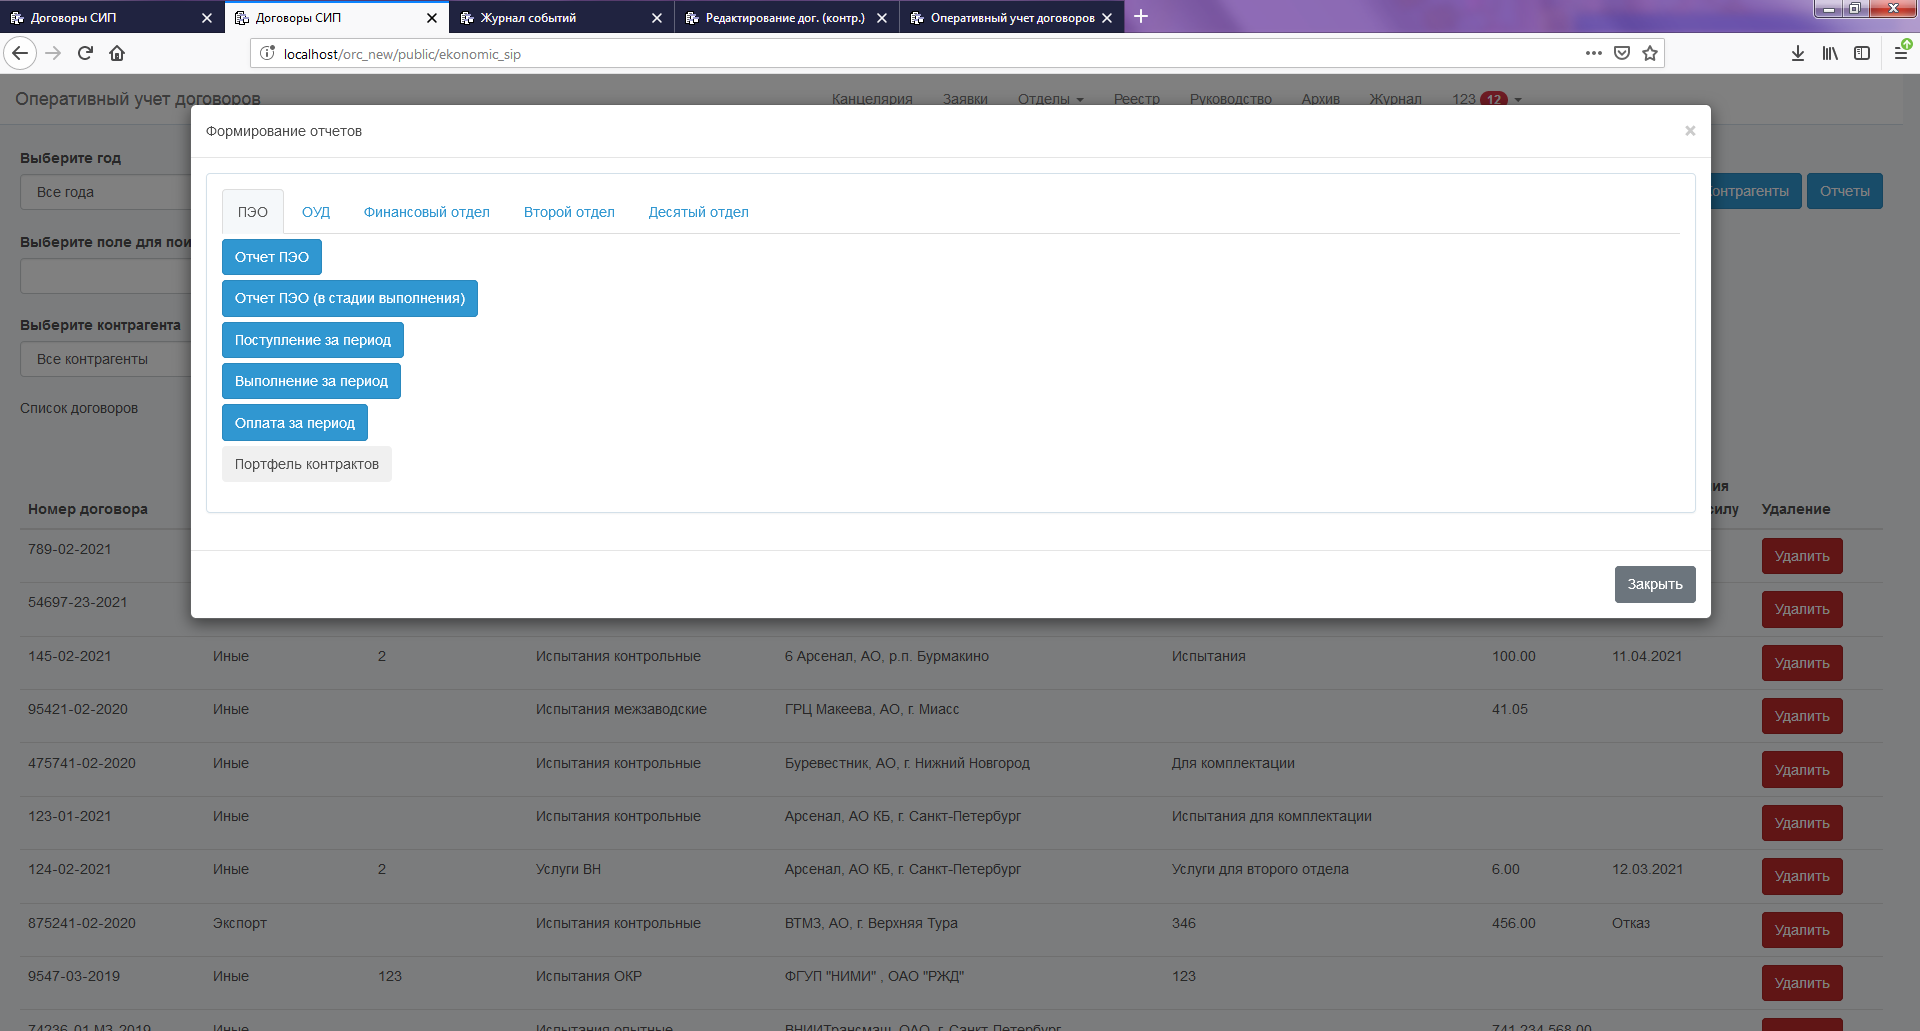 Договоры СИП
Договоры СИП
Журнал событий
Редактирование дог. (контр.)
Оперативный учет договоров
localhost/orc_new/public/ekonomic_sip
Оперативный учет договоров
Канцелярия Заявки Отделы Реестр Руководство Архив Журнал 123 12
Формирование отчетов ×
Выберите год
Все года
онтрагенты Отчеты
ПЭО ОУД Финансовый отдел Второй отдел Десятый отдел
Выберите поле для пои
Отчет ПЭО
Отчет ПЭО (в стадии выполнения)
Выберите контрагента
Поступление за период
Все контрагенты
Выполнение за период
Список договоров
Оплата за период
Портфель контрактов
ия
Номер договора силу Удаление
789-02-2021 Удалить
Закрыть
54697-23-2021 Удалить
145-02-2021 Иные 2 Испытания контрольные 6 Арсенал, АО, р.п. Бурмакино Испытания 100.00 11.04.2021 Удалить
95421-02-2020 Иные Испытания межзаводские ГРЦ Макеева, АО, г. Миасс 41.05 Удалить
475741-02-2020 Иные Испытания контрольные Буревестник, АО, г. Нижний Новгород Для комплектации Удалить
123-01-2021 Иные Испытания контрольные Арсенал, АО КБ, г. Санкт-Петербург Испытания для комплектации Удалить
124-02-2021 Иные 2 Услуги ВН Арсенал, АО КБ, г. Санкт-Петербург Услуги для второго отдела 6.00 12.03.2021 Удалить
875241-02-2020 Экспорт Испытания контрольные ВТМЗ, АО, г. Верхняя Тура 346 456.00 Отказ Удалить
9547-03-2019 Иные 123 Испытания ОКР ФГУП "НИМИ" , ОАО "РЖД" 123 Удалить
74236-01 МЗ-2019 Иные Испытания опытные ВНИИТрансмаш, ОАО, г. Санкт-Петербург 741 234 568.00